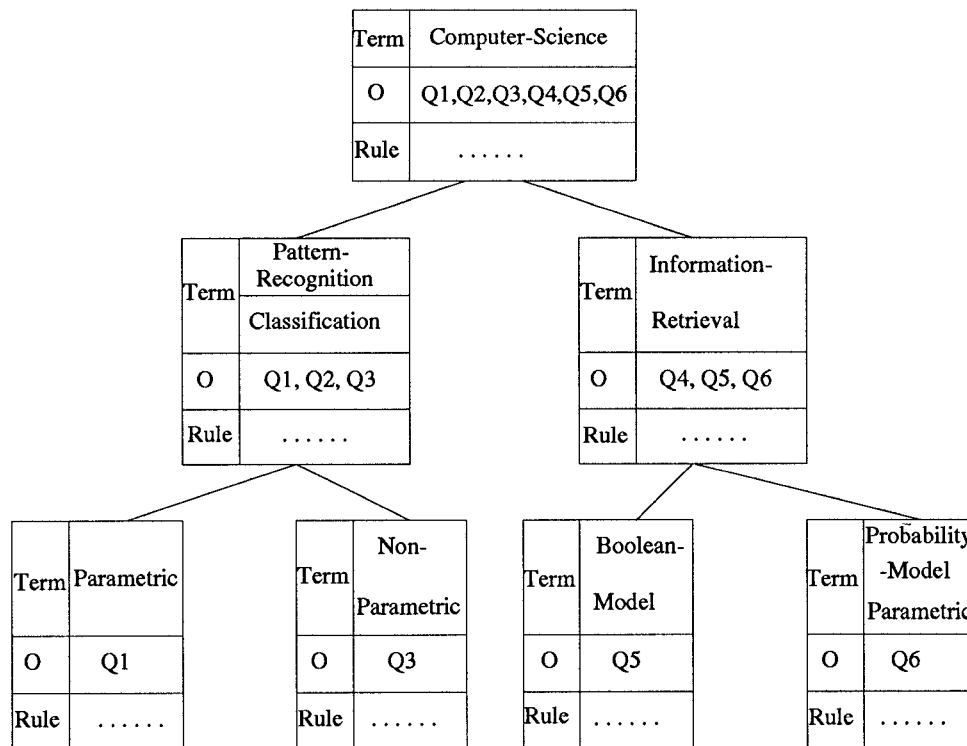 Term Computer-Science
O Q1,Q2,Q3,Q4,Q5,Q6
Rule ......
Term Pattern-
Recognition
Classification
O Q1, Q2, Q3
Rule ......
Term Information-
Retrieval
O Q4, Q5, Q6
Rule ......
Term Parametric
O Q1
Rule ......
Term Non-
Parametric
O Q3
Rule ......
Term Boolean-
Model
O Q5
Rule ......
Term Probability
-Model
Parametric
O Q6
Rule ......